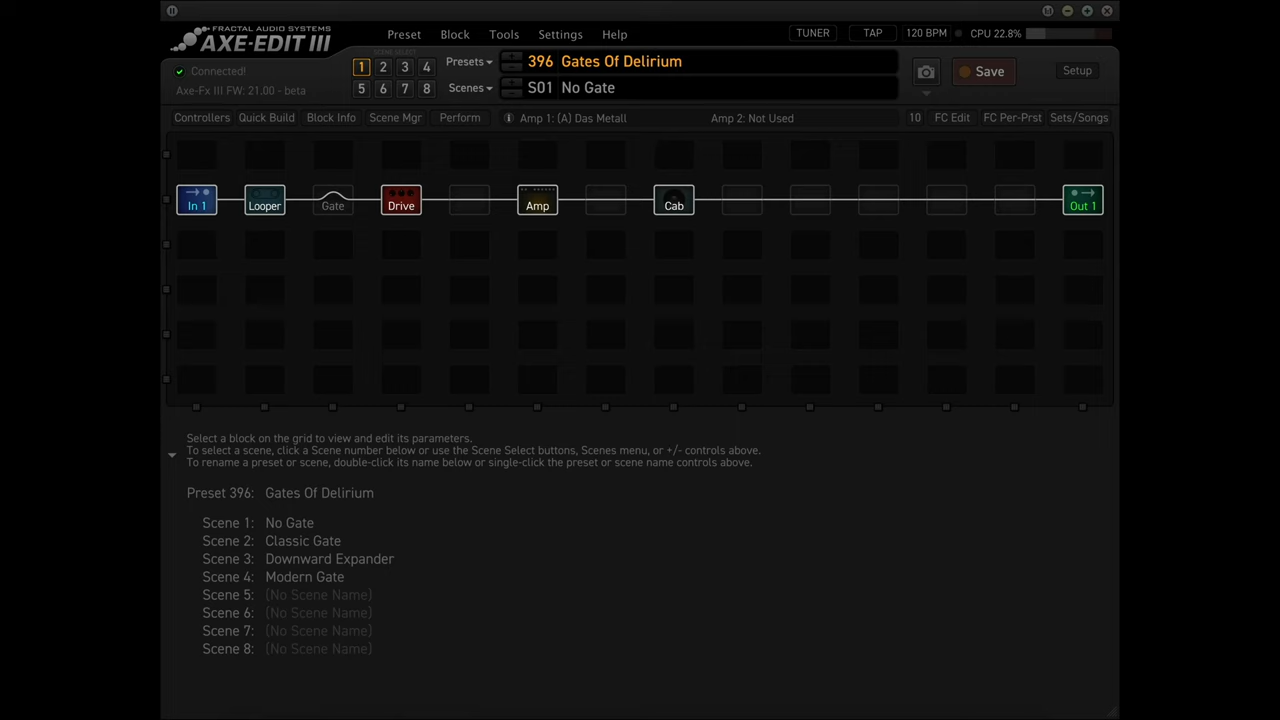 FRACTAL AUDIO SYSTEMS
AXE-EDIT III
Preset Block Tools Settings Help
TUNER TAP 120 BPM CPU 22.8%
SCENE SELECT
1 2 3 4
5 6 7 8
Presets 396 Gates Of Delirium
Scenes S01 No Gate
Save
Setup
Connected!
Axe-Fx III FW: 21.00 - beta
Controllers Quick Build Block Info Scene Mgr Perform Amp 1: (A) Das Metall Amp 2: Not Used 10 FC Edit FC Per-Prst Sets/Songs
In 1 Looper Gate Drive Amp Cab Out 1
Select a block on the grid to view and edit its parameters.
To select a scene, click a Scene number below or use the Scene Select buttons, Scenes menu, or +/- controls above.
To rename a preset or scene, double-click its name below or single-click the preset or scene name controls above.
Preset 396: Gates Of Delirium
Scene 1: No Gate
Scene 2: Classic Gate
Scene 3: Downward Expander
Scene 4: Modern Gate
Scene 5: (No Scene Name)
Scene 6: (No Scene Name)
Scene 7: (No Scene Name)
Scene 8: (No Scene Name)